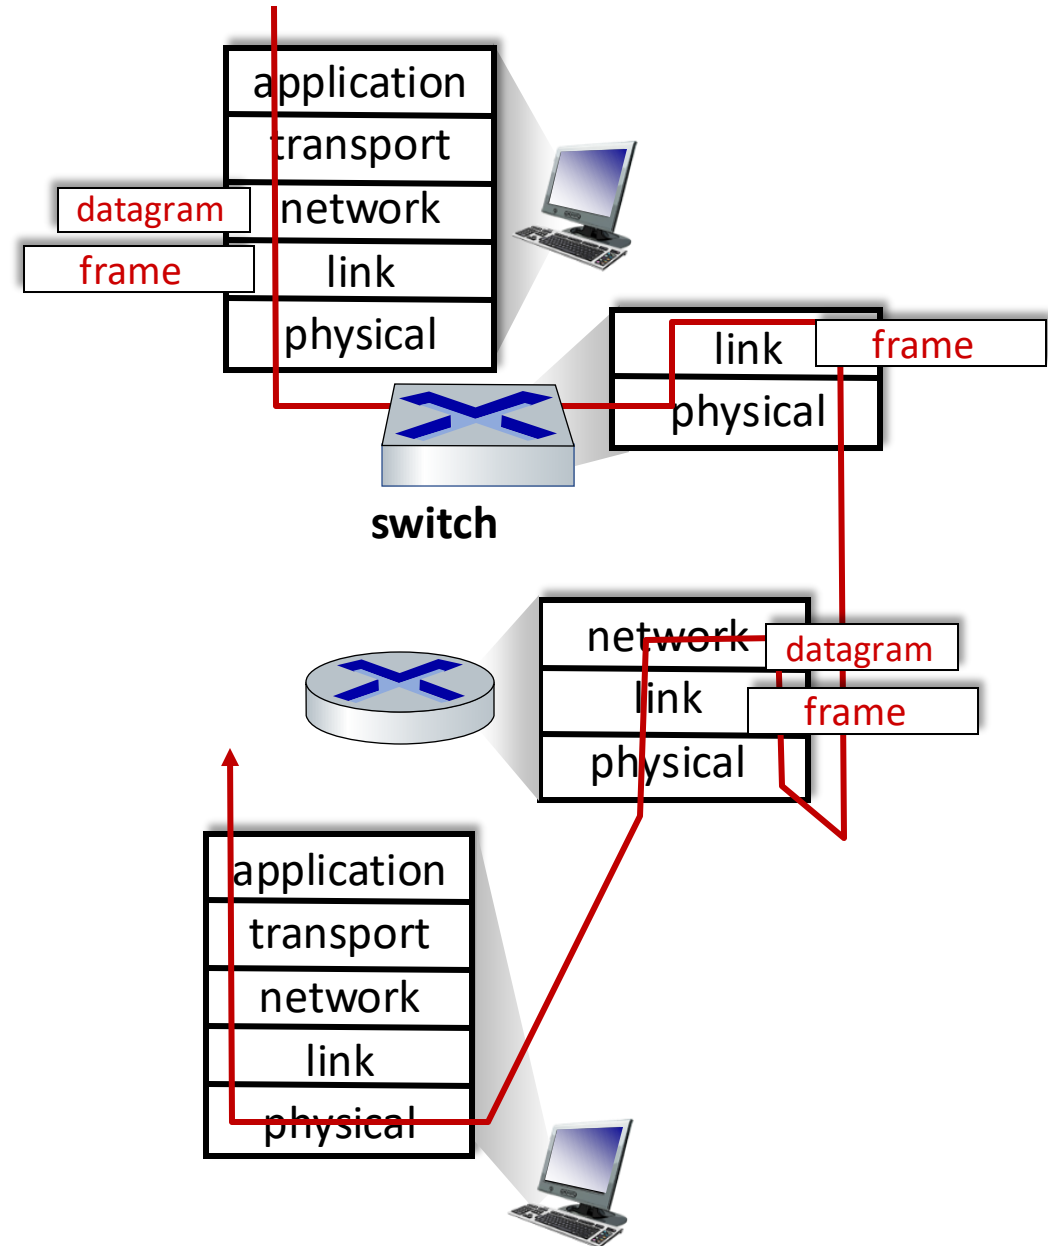 application
transport
datagram
network
frame
link
physical
link
frame
physical
switch
network
datagram
link
frame
physical
application
transport
network
link
physical